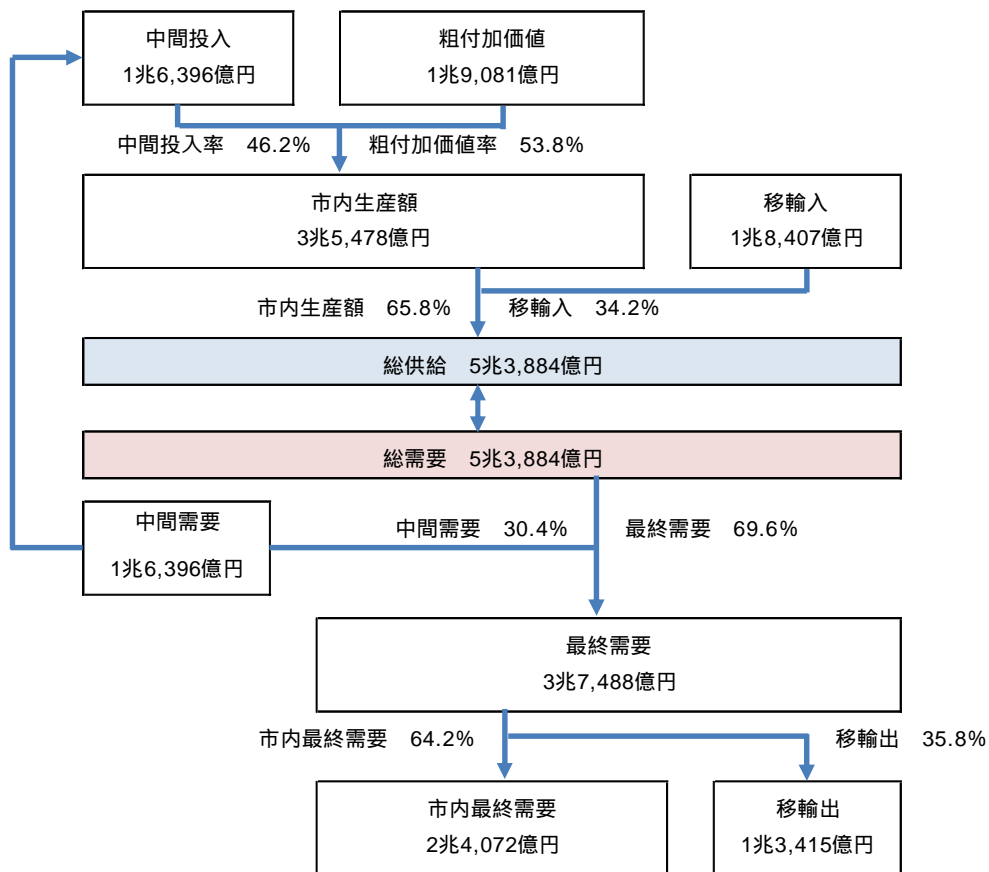 中間投入
1兆6,396億円
粗付加価値
1兆9,081億円
中間投入率　46.2%
粗付加価値率　53.8%
市内生産額
3兆5,478億円
移輸入
1兆8,407億円
市内生産額　65.8%
移輸入　34.2%
総供給　5兆3,884億円
総需要　5兆3,884億円
中間需要
1兆6,396億円
中間需要　30.4%
最終需要　69.6%
最終需要
3兆7,488億円
市内最終需要　64.2%
移輸出　35.8%
市内最終需要
2兆4,072億円
移輸出
1兆3,415億円